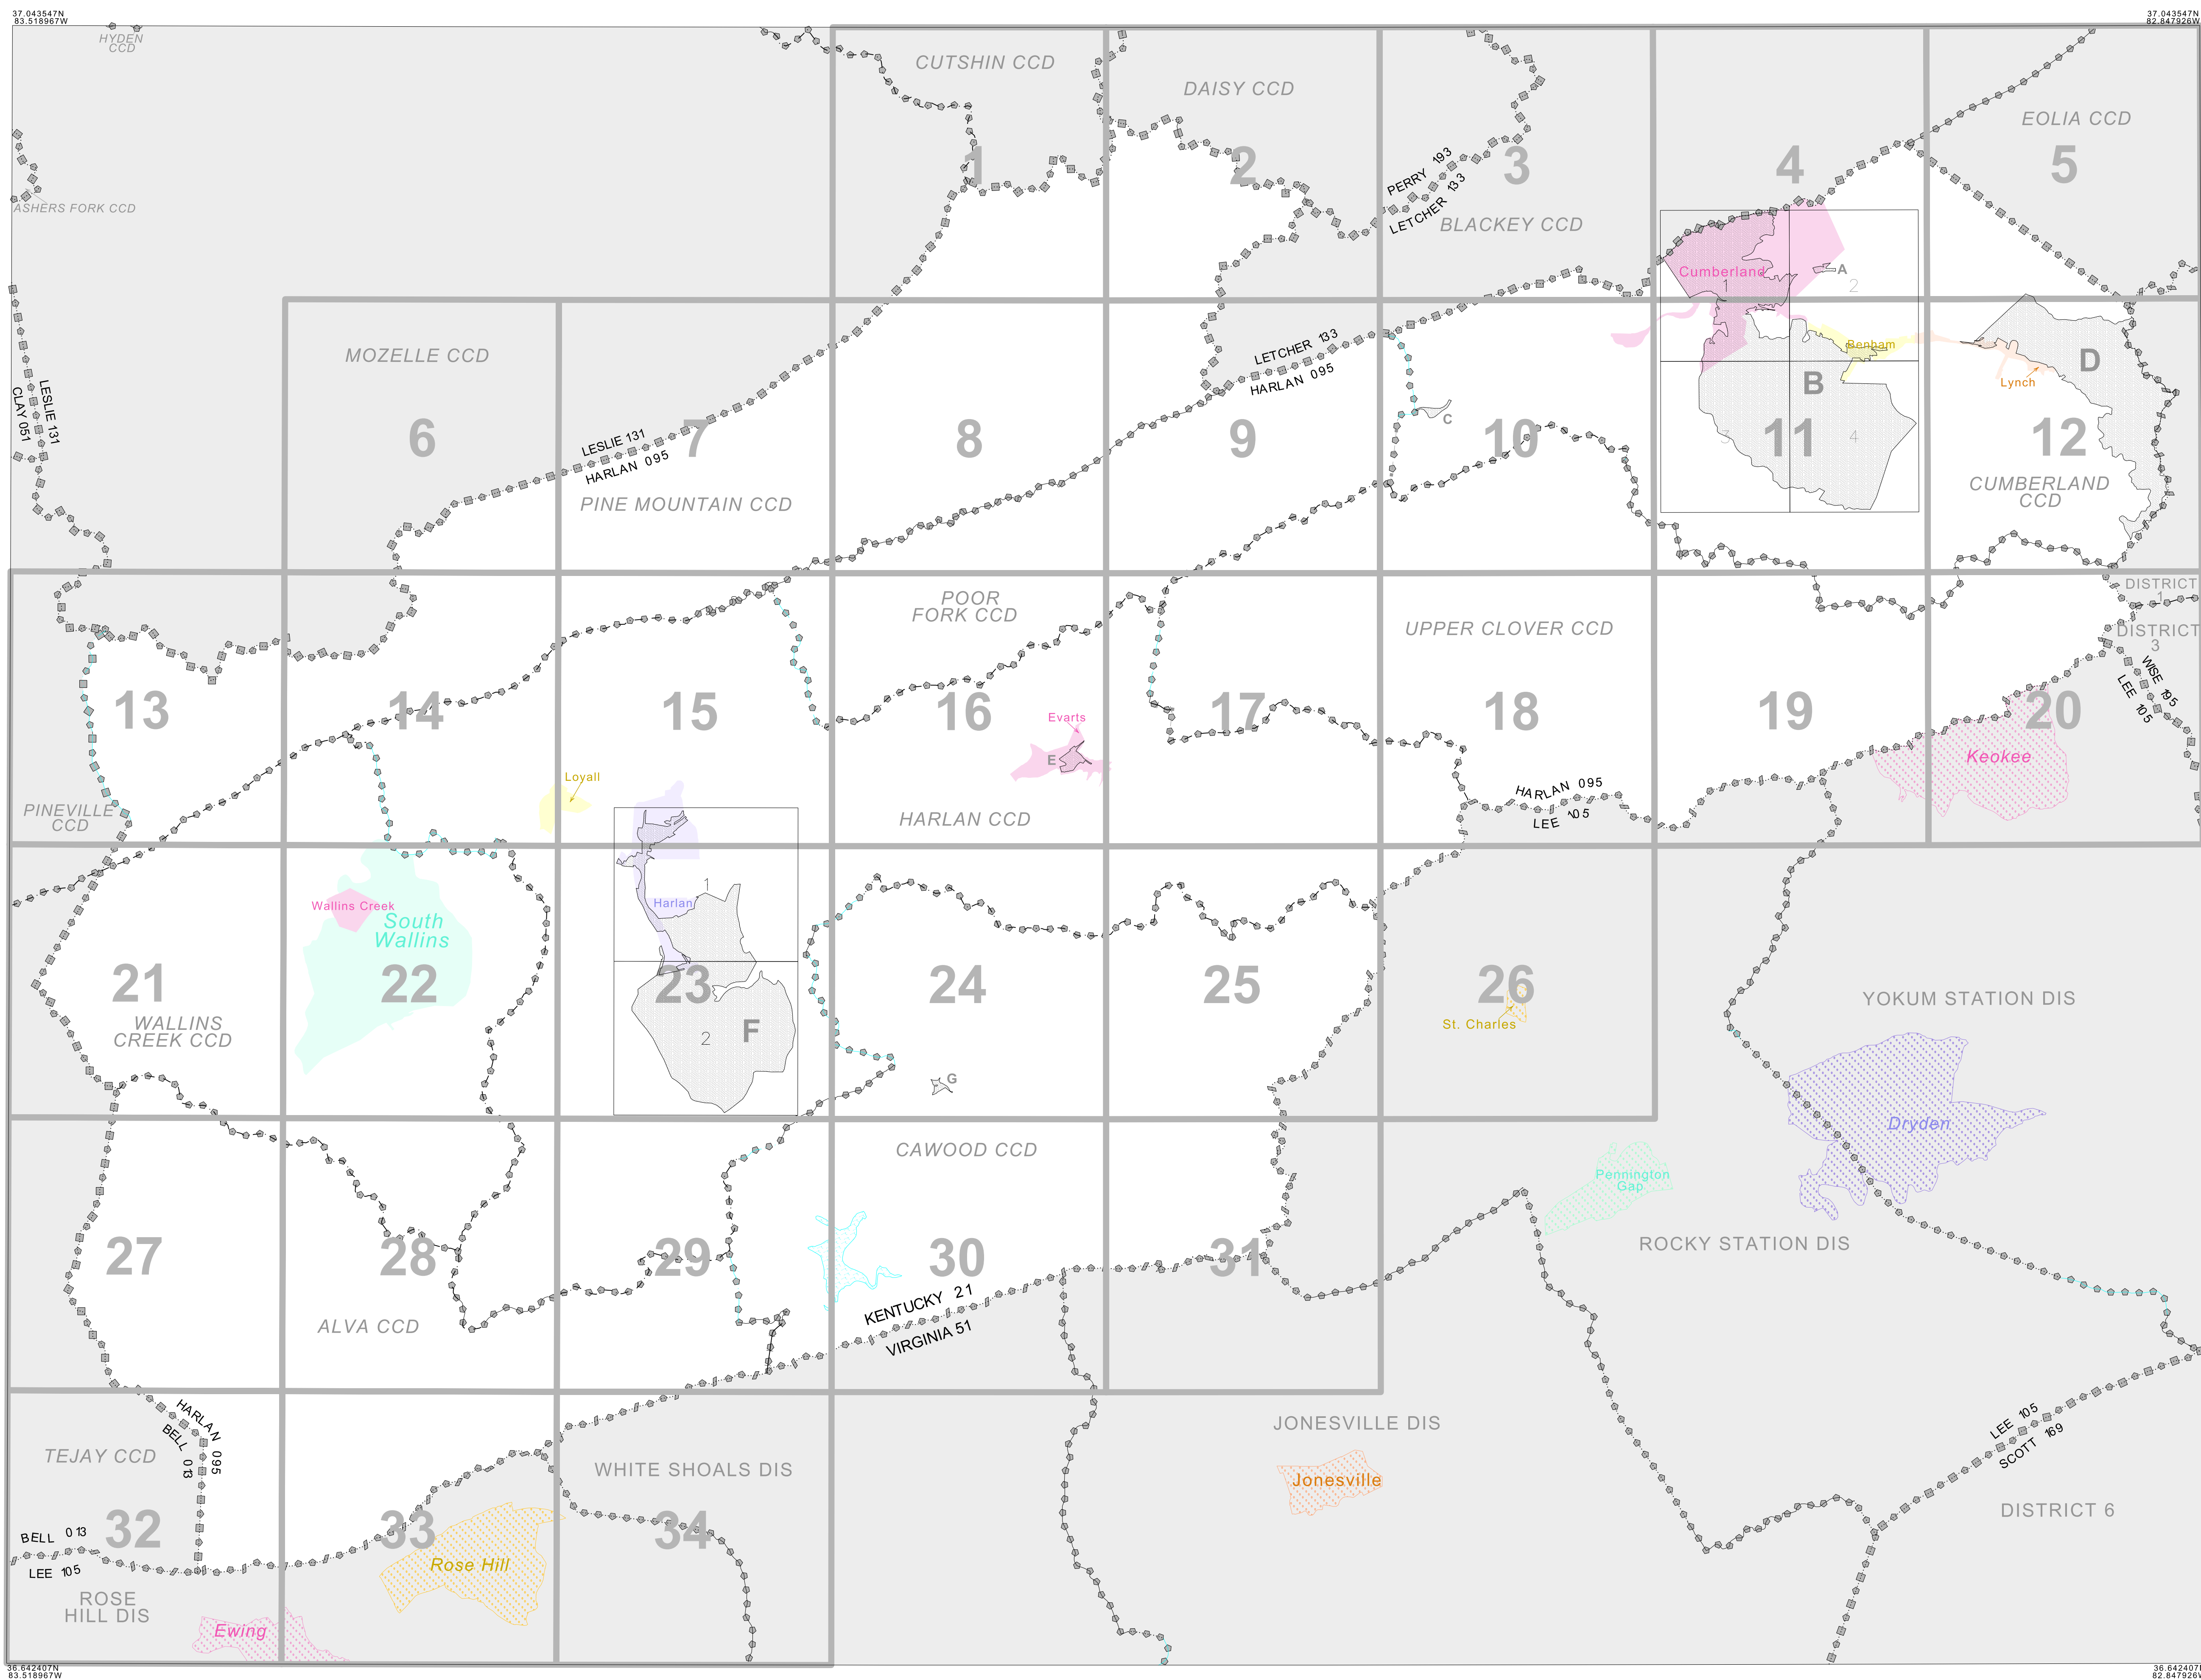 37.043547N
83.518967W
37.043547N
82.847926W
HYDEN
CCD
CUTSHIN CCD
DAISY CCD
EOLIA CCD
1
2
3
4
5
PERRY 193
LETCHER 133
ASHERS FORK CCD
BLACKEY CCD
Cumberland
1
2
A
LESLIE 131
CLAY 051
MOZELLE CCD
LETCHER 133
HARLAN 095
Benham
Lynch
B
D
C
6
7
8
9
10
11
12
3
4
LESLIE 131
HARLAN 095
PINE MOUNTAIN CCD
CUMBERLAND
CCD
DISTRICT
1
POOR
FORK CCD
UPPER CLOVER CCD
DISTRICT
3
WISE 195
LEE 105
13
14
15
16
17
18
19
20
Evarts
E
Keokee
Loyall
PINEVILLE
CCD
HARLAN CCD
HARLAN 095
LEE 105
1
Wallins Creek
South
Wallins
Harlan
21
22
23
24
25
26
YOKUM STATION DIS
WALLINS
CREEK CCD
St. Charles
2
F
G
Dryden
CAWOOD CCD
Pennington
Gap
ROCKY STATION DIS
27
28
29
30
31
KENTUCKY 21
VIRGINIA 51
ALVA CCD
HARLAN 095
BELL 013
LEE 105
SCOTT 169
JONESVILLE DIS
TEJAY CCD
WHITE SHOALS DIS
Jonesville
DISTRICT 6
32
33
34
BELL 013
LEE 105
Rose Hill
ROSE
HILL DIS
Ewing
36.642407N
83.518967W
36.642407N
82.847926W